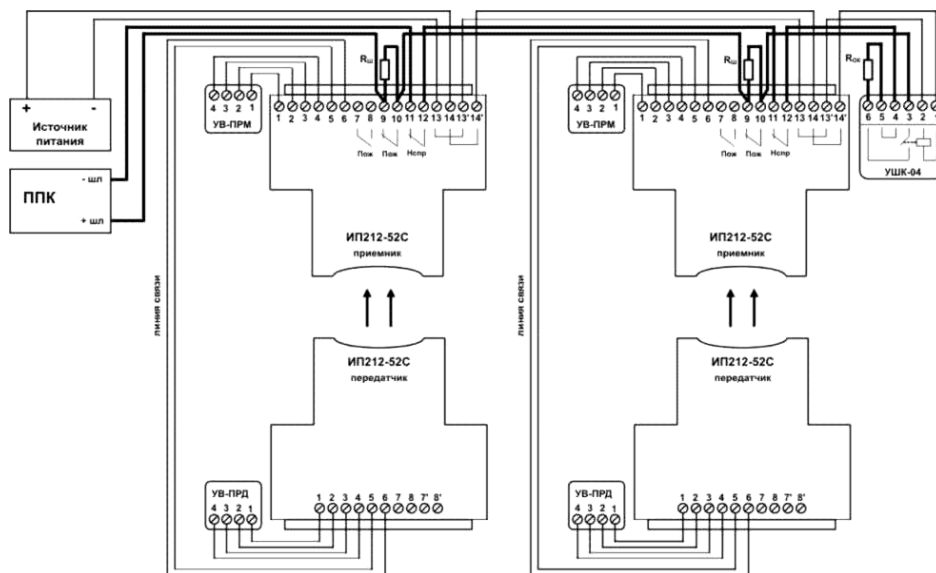 + -
Источник
питания
ППК
- ШЛ
+ ШЛ
4 3 2 1
УВ-ПРМ
Rш
1 2 3 4 5 6 7 8 9 10 11 12 13 14 13' 14'
Пож Пож Нспр
ИП212-52С
приемник
4 3 2 1
УВ-ПРМ
Rш
1 2 3 4 5 6 7 8 9 10 11 12 13 14 13' 14'
Пож Пож Нспр
ИП212-52С
приемник
Rок
6 5 4 3 2 1
УШК-04
линия связи
линия связи
ИП212-52С
передатчик
УВ-ПРД
4 3 2 1
1 2 3 4 5 6 7 8 7' 8'
ИП212-52С
передатчик
УВ-ПРД
4 3 2 1
1 2 3 4 5 6 7 8 7' 8'